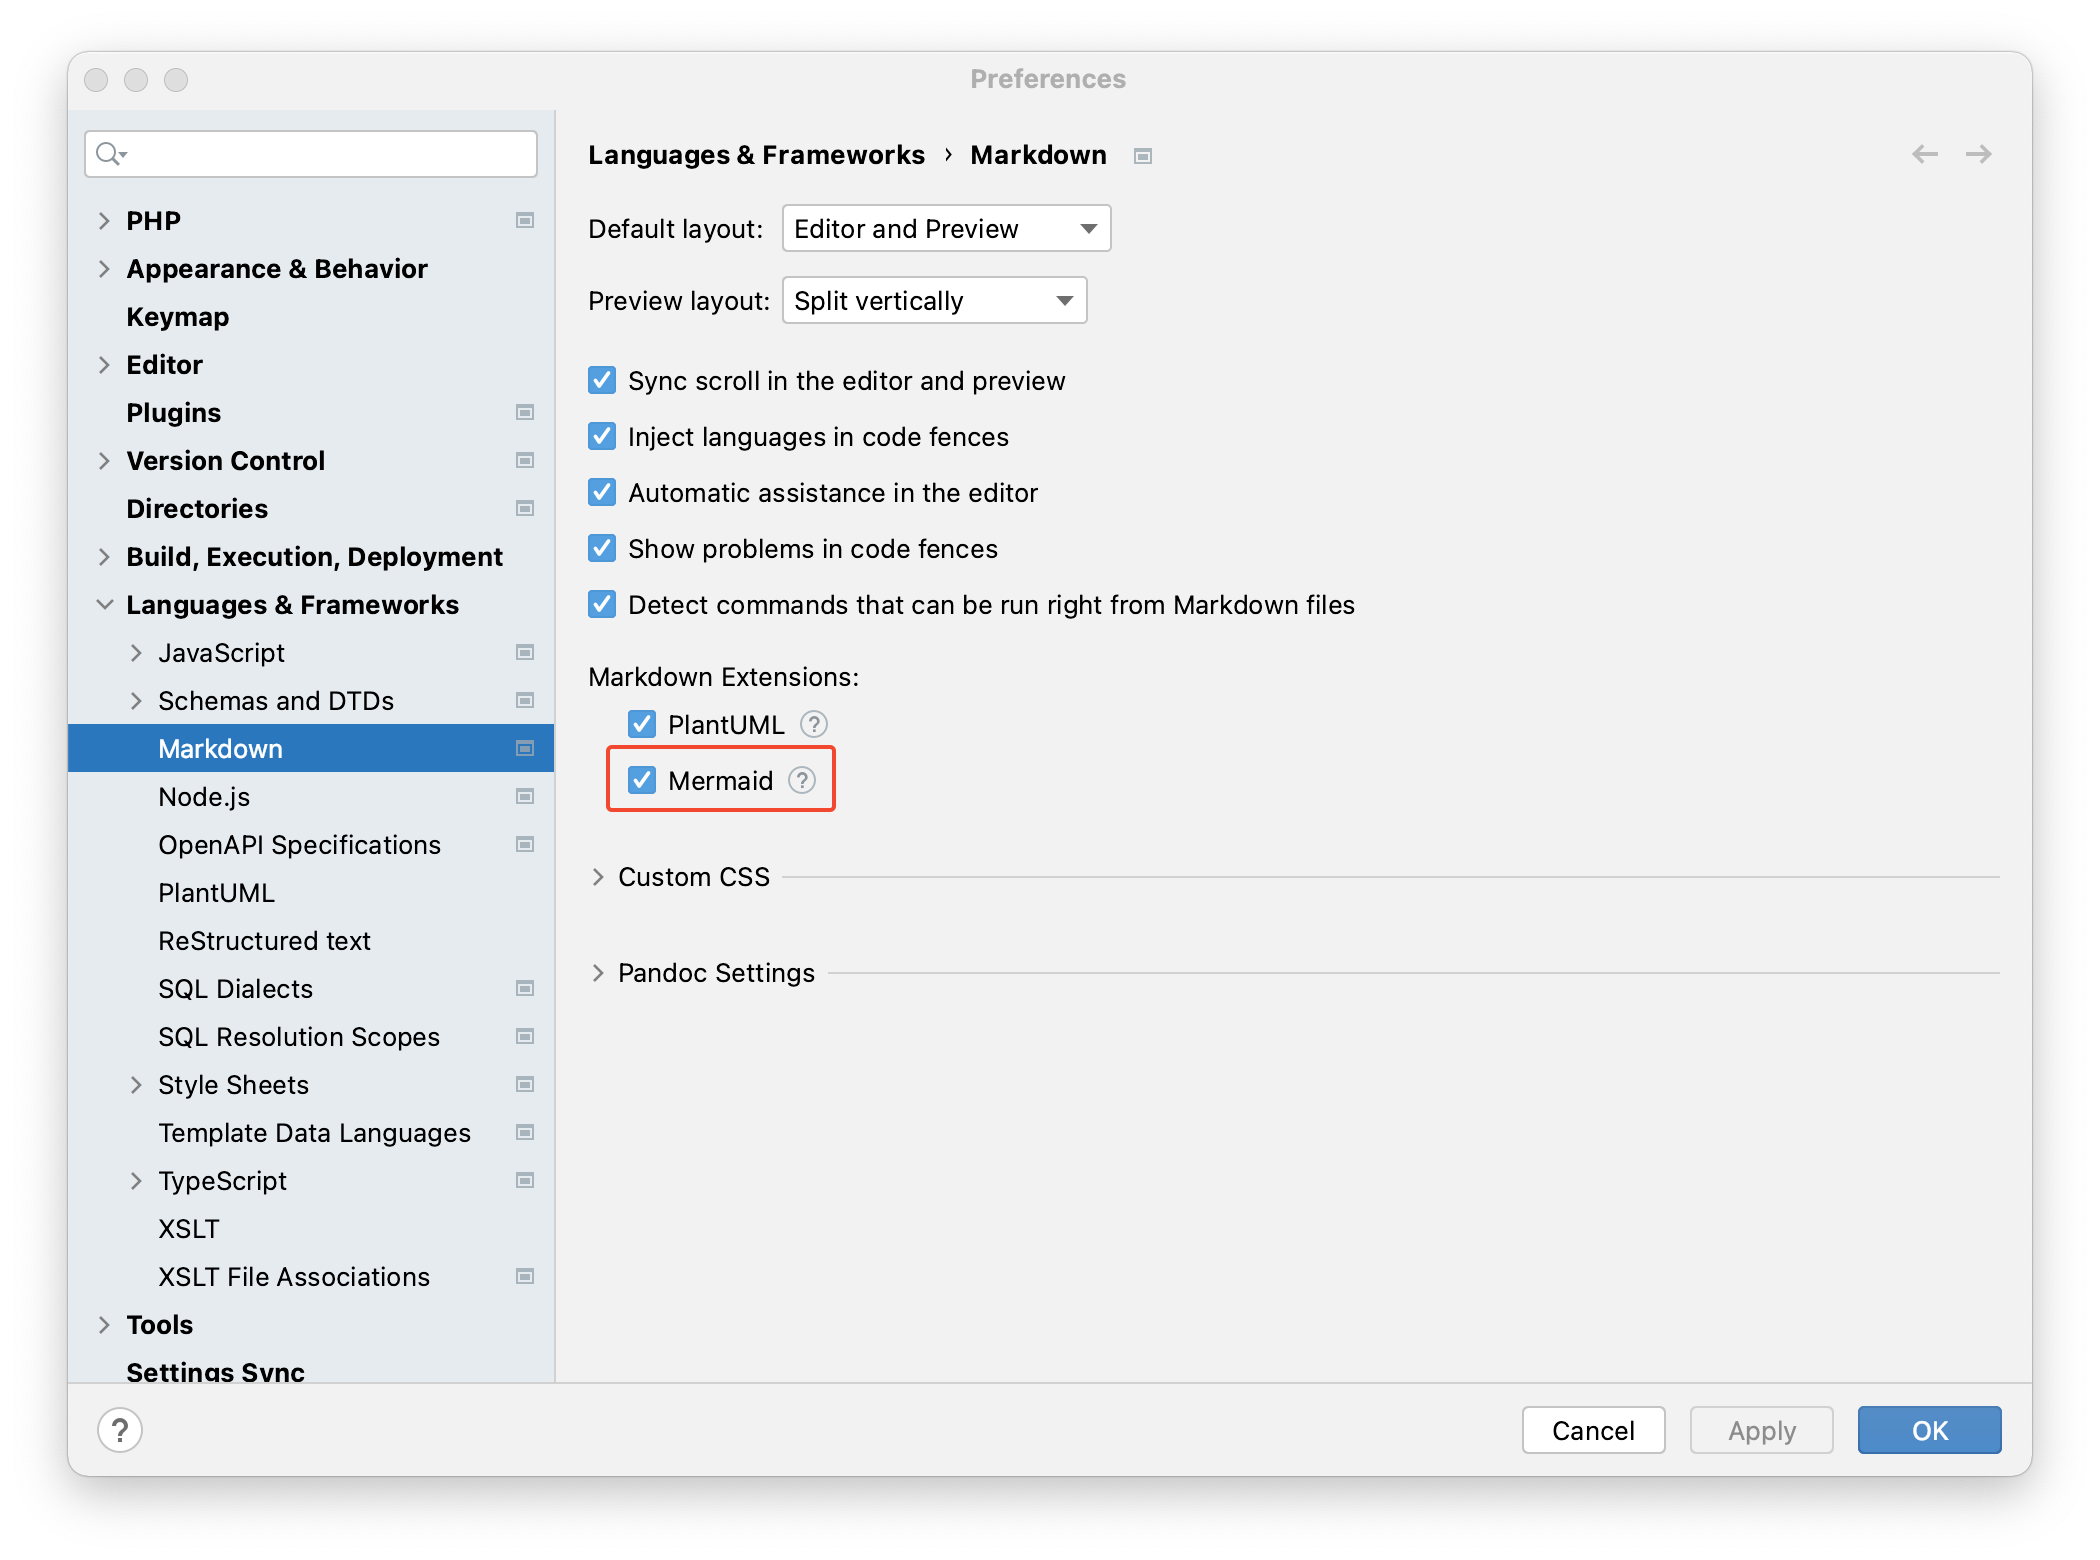 Preferences
PHP
Appearance & Behavior
Keymap
Editor
Plugins
Version Control
Directories
Build, Execution, Deployment
Languages & Frameworks
JavaScript
Schemas and DTDs
Markdown
Node.js
OpenAPI Specifications
PlantUML
ReStructured text
SQL Dialects
SQL Resolution Scopes
Style Sheets
Template Data Languages
TypeScript
XSLT
XSLT File Associations
Tools
Settings Sync
Languages & Frameworks › Markdown
Default layout: Editor and Preview
Preview layout: Split vertically
Sync scroll in the editor and preview
Inject languages in code fences
Automatic assistance in the editor
Show problems in code fences
Detect commands that can be run right from Markdown files
Markdown Extensions:
PlantUML ?
Mermaid ?
Custom CSS
Pandoc Settings
? Cancel Apply OK